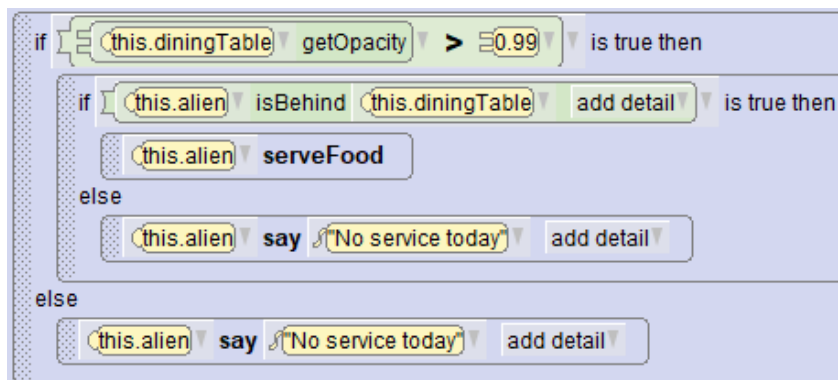 if this.diningTable getOpacity > 0.99 is true then
if this.alien isBehind this.diningTable add detail is true then
this.alien serveFood
else
this.alien say "No service today" add detail
else
this.alien say "No service today" add detail